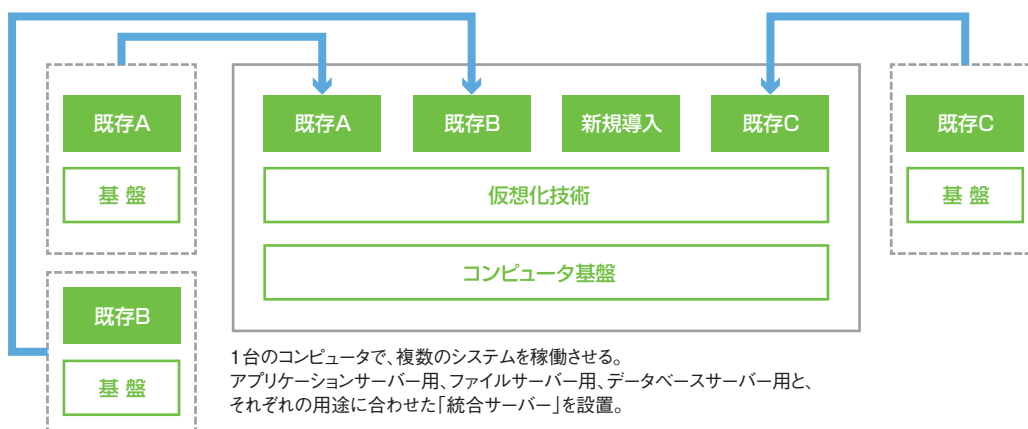 既存A
基 盤
既存B
基 盤
既存A
既存B
新規導入
既存C
仮想化技術
コンピュータ基盤
既存C
基 盤
1台のコンピュータで、複数のシステムを稼働させる。
アプリケーションサーバー用、ファイルサーバー用、データベースサーバー用と、
それぞれの用途に合わせた「統合サーバー」を設置。